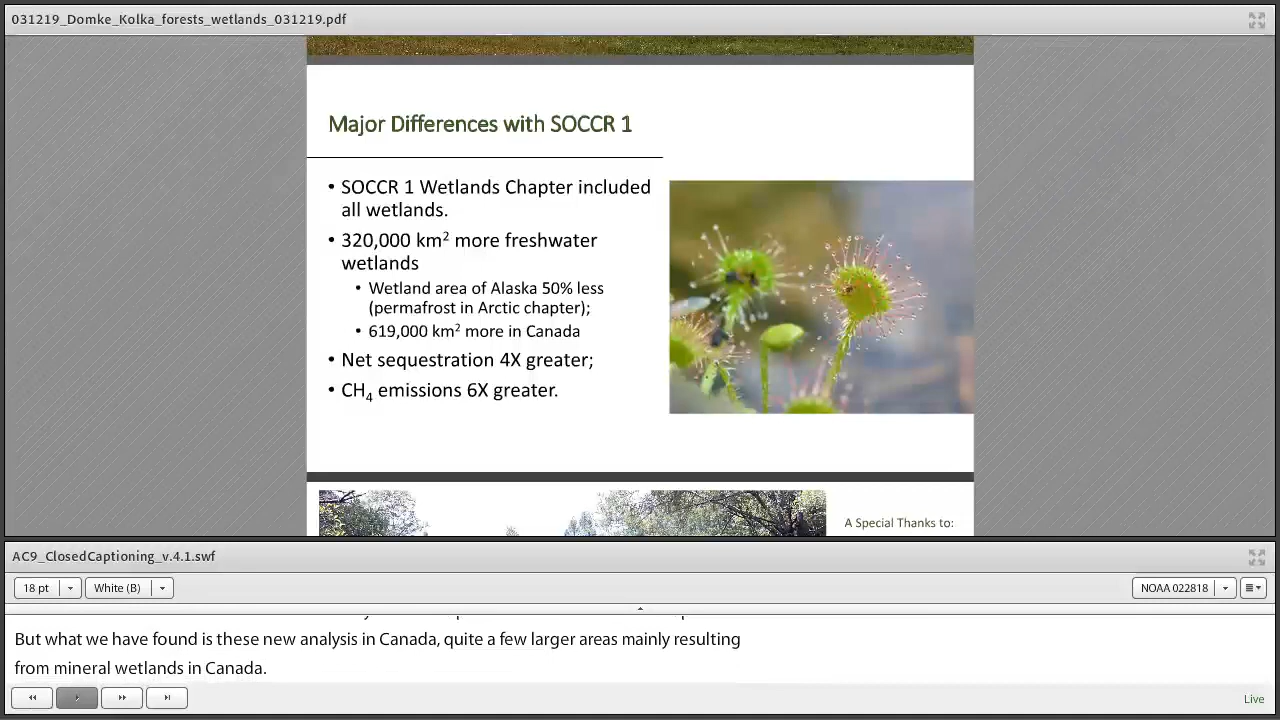 031219_Domke_Kolka_forests_wetlands_031219.pdf
Major Differences with SOCCR 1
• SOCCR 1 Wetlands Chapter included
all wetlands.
• 320,000 km² more freshwater
wetlands
• Wetland area of Alaska 50% less
(permafrost in Arctic chapter);
• 619,000 km² more in Canada
• Net sequestration 4X greater;
• CH₄ emissions 6X greater.
A Special Thanks to:
AC9_ClosedCaptioning_v.4.1.swf
18 pt
White (B)
NOAA 022818
But what we have found is these new analysis in Canada, quite a few larger areas mainly resulting
from mineral wetlands in Canada.
Live